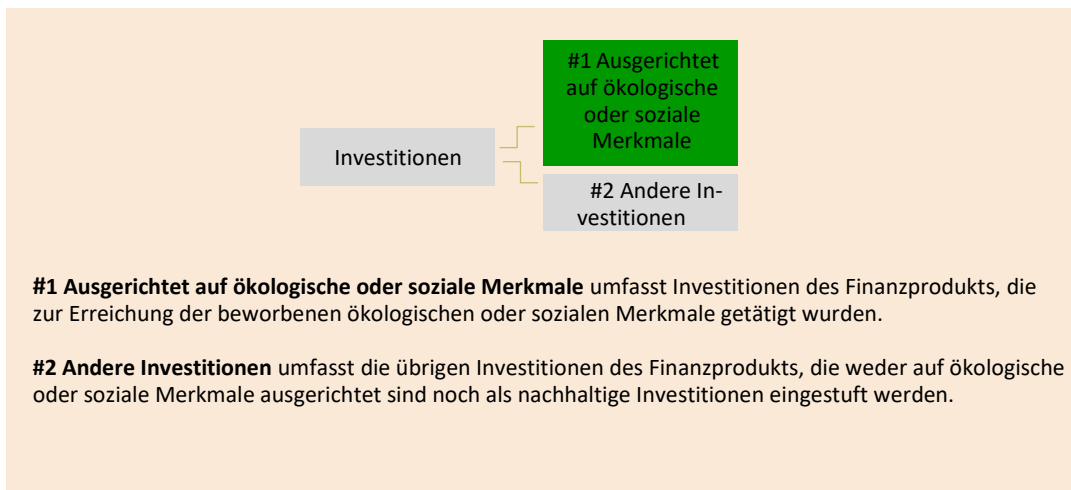 #1 Ausgerichtet
auf ökologische
oder soziale
Merkmale
Investitionen
#2 Andere In-
vestitionen
#1 Ausgerichtet auf ökologische oder soziale Merkmale umfasst Investitionen des Finanzprodukts, die
zur Erreichung der beworbenen ökologischen oder sozialen Merkmale getätigt wurden.
#2 Andere Investitionen umfasst die übrigen Investitionen des Finanzprodukts, die weder auf ökologische
oder soziale Merkmale ausgerichtet sind noch als nachhaltige Investitionen eingestuft werden.